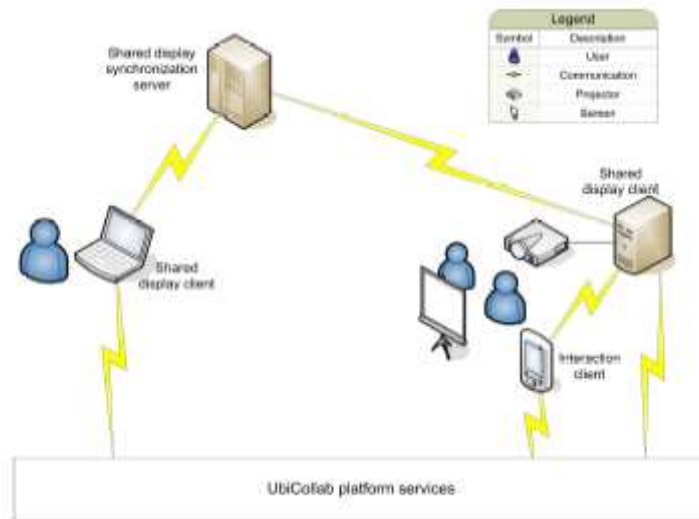 Legend
Symbol Description
User
Communication
Projector
Screen
Shared display
synchronization
server
Shared
display client
Shared
display client
Interaction
client
UbiCollab platform services